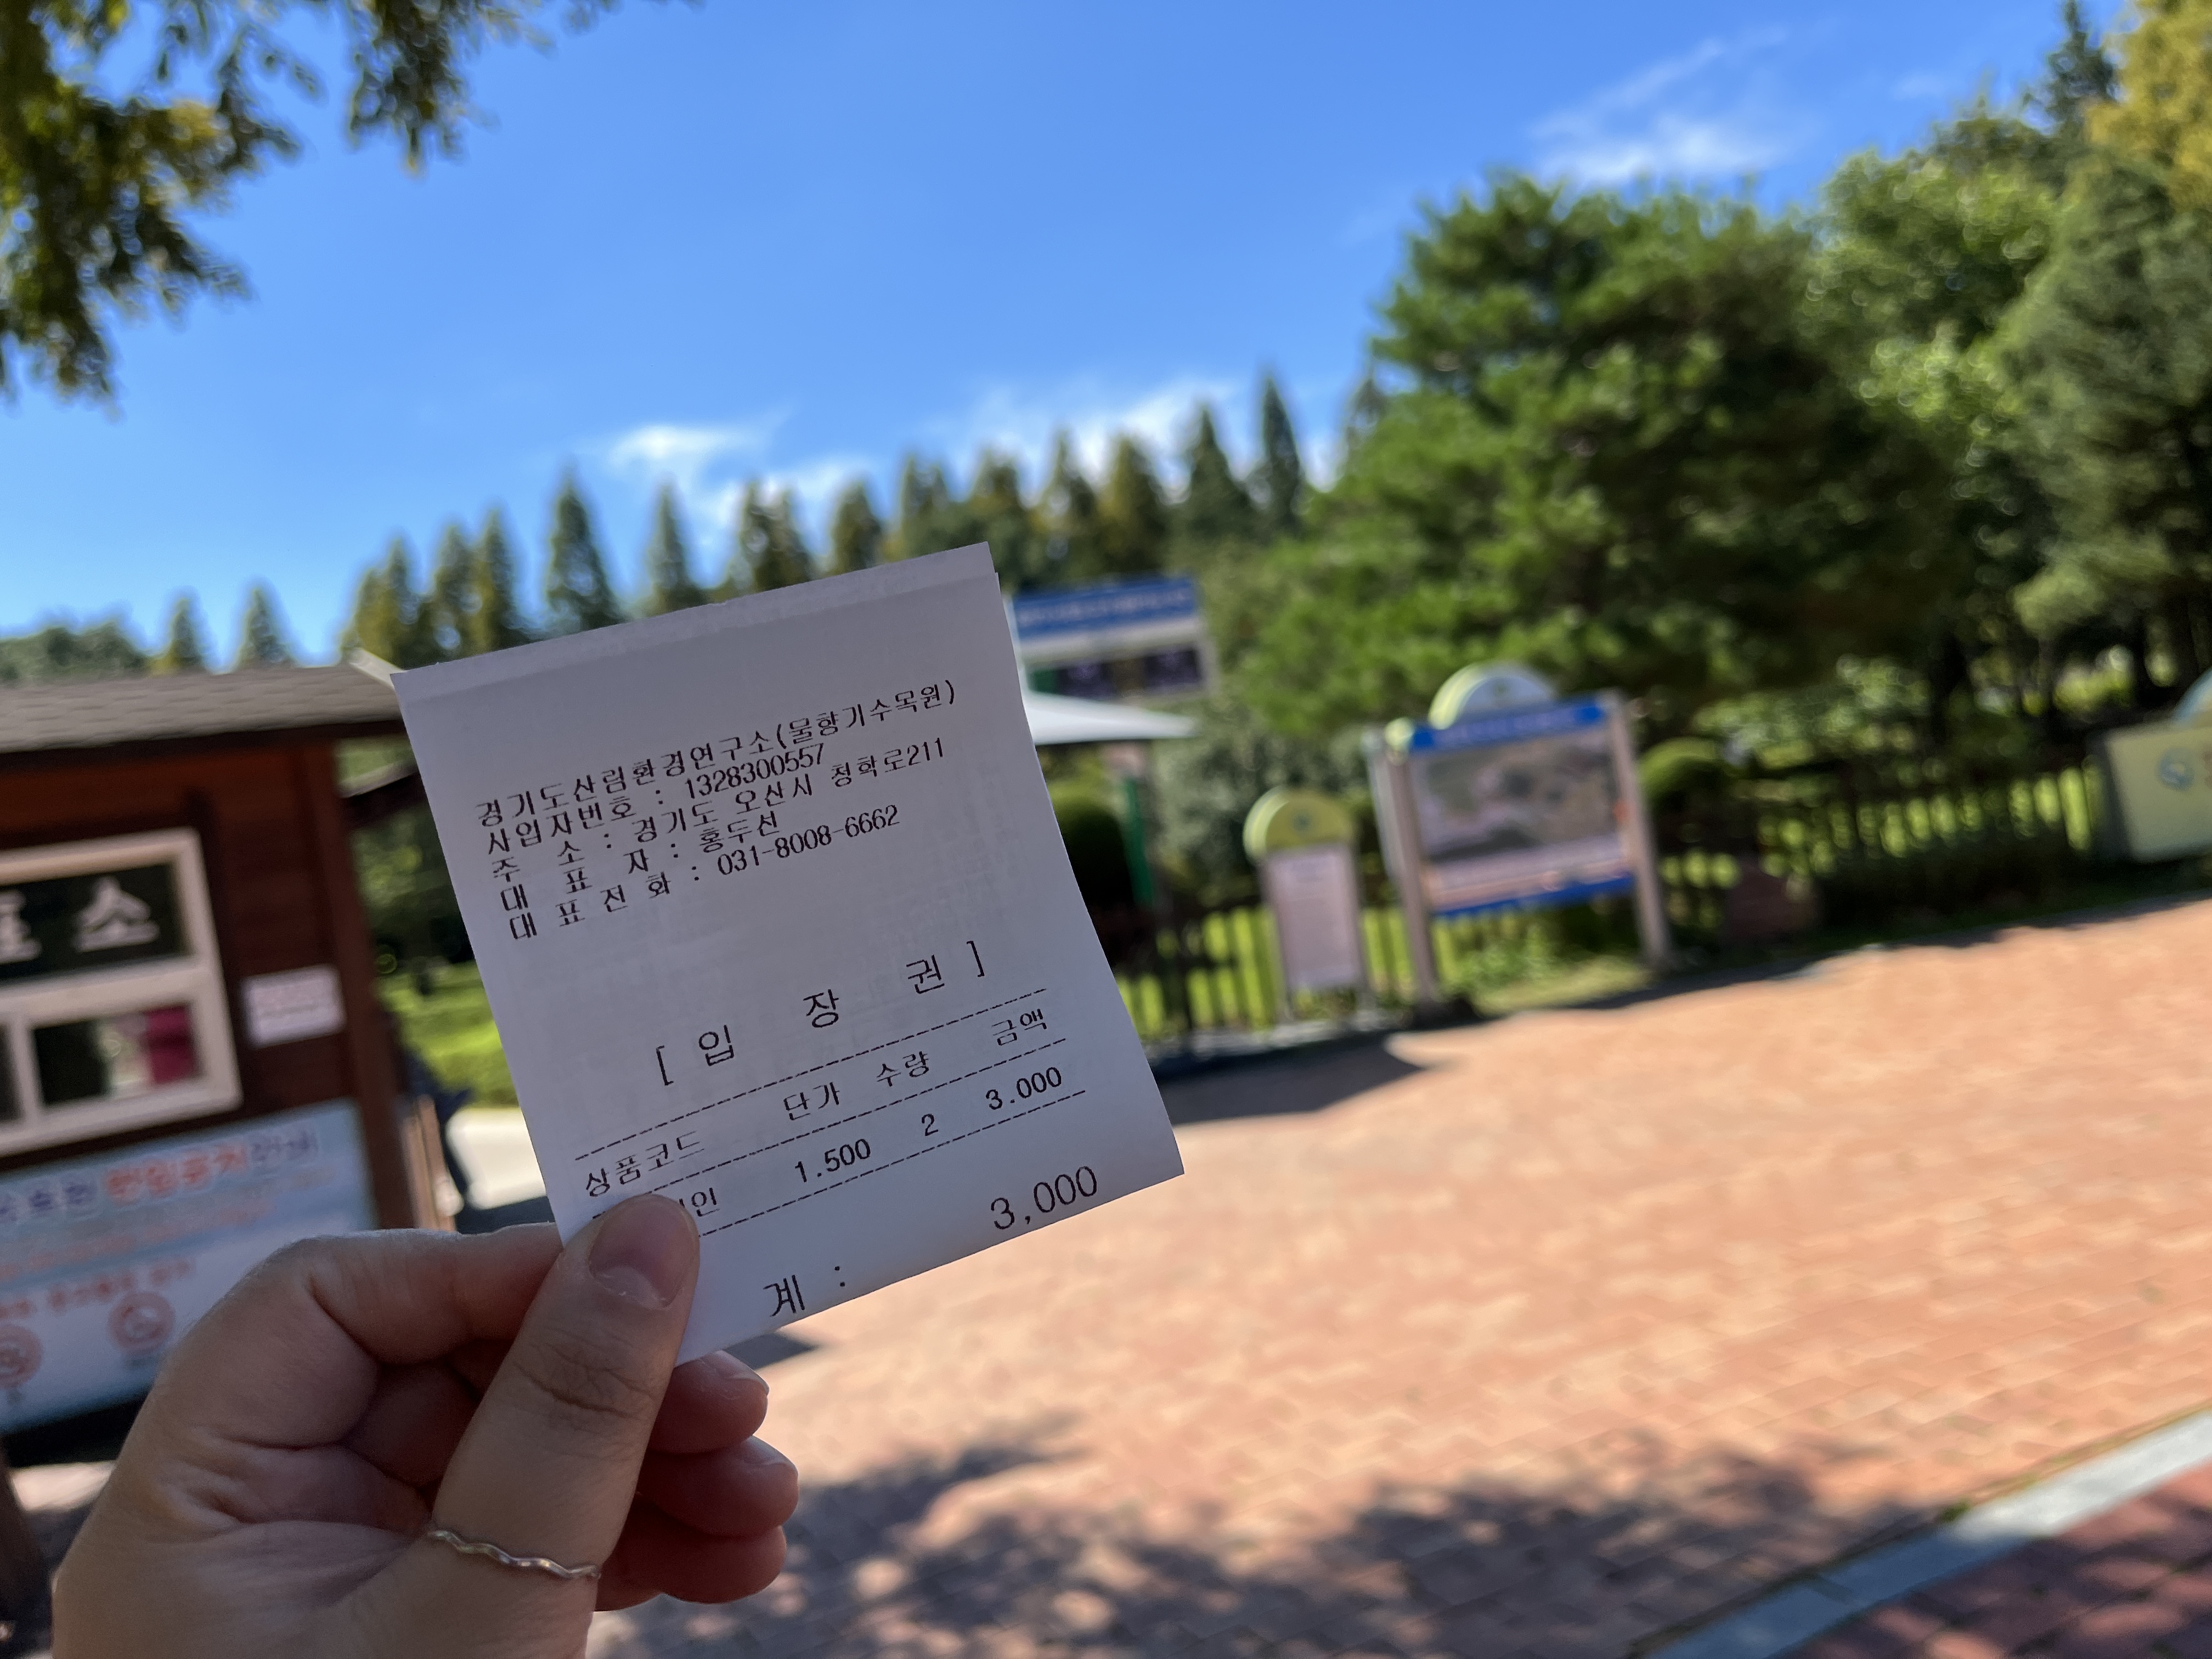 경기도산림환경연구소(물향기수목원)
사업자번호 : 1328300557
주 소 : 경기도 오산시 청학로211
대 표 자 : 홍두선
대 표 전 화 : 031-8008-6662
[ 입 장 권 ]
상품코드 단가 수량 금액
1.500 2 3.000
계 : 3,000
표 소